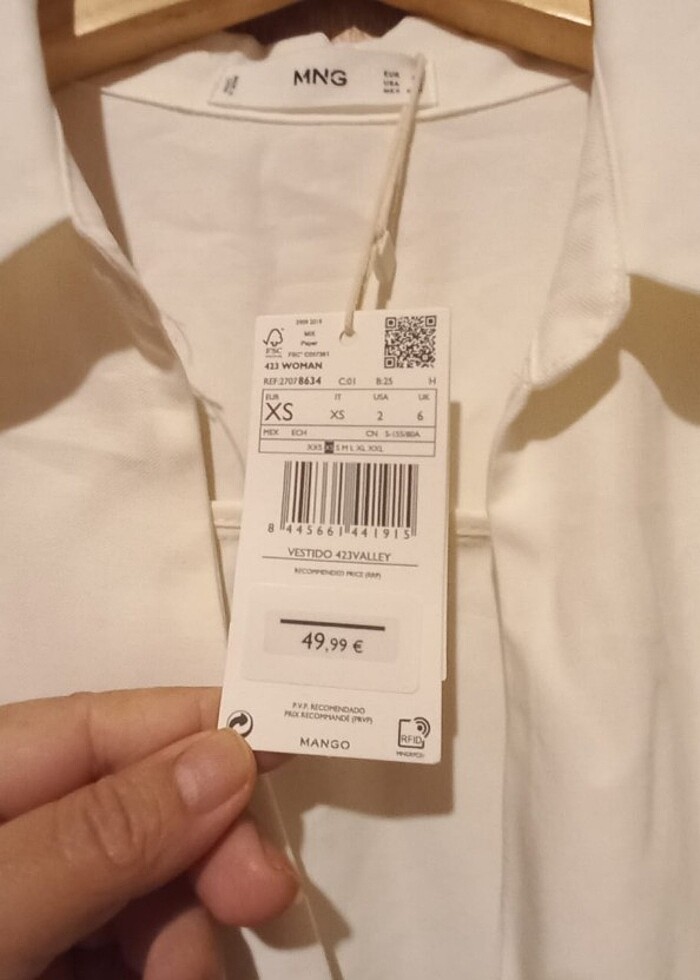 MNG
EUR
USA
MEX
MIX
Paper
FSC
423 WOMAN
REF:27078634 C:01 B:25 H
EUR IT USA UK
XS XS 2 6
MEX ECH CN S-155/80A
XXS XS S M L XL XXL
8 445661 441915
VESTIDO 423VALLEY
RECOMMENDED PRICE (RRP)
49,99 €
P.V.P. RECOMENDADO
PRIX RECOMMANDÉ (PRVP)
RFID
MANGO